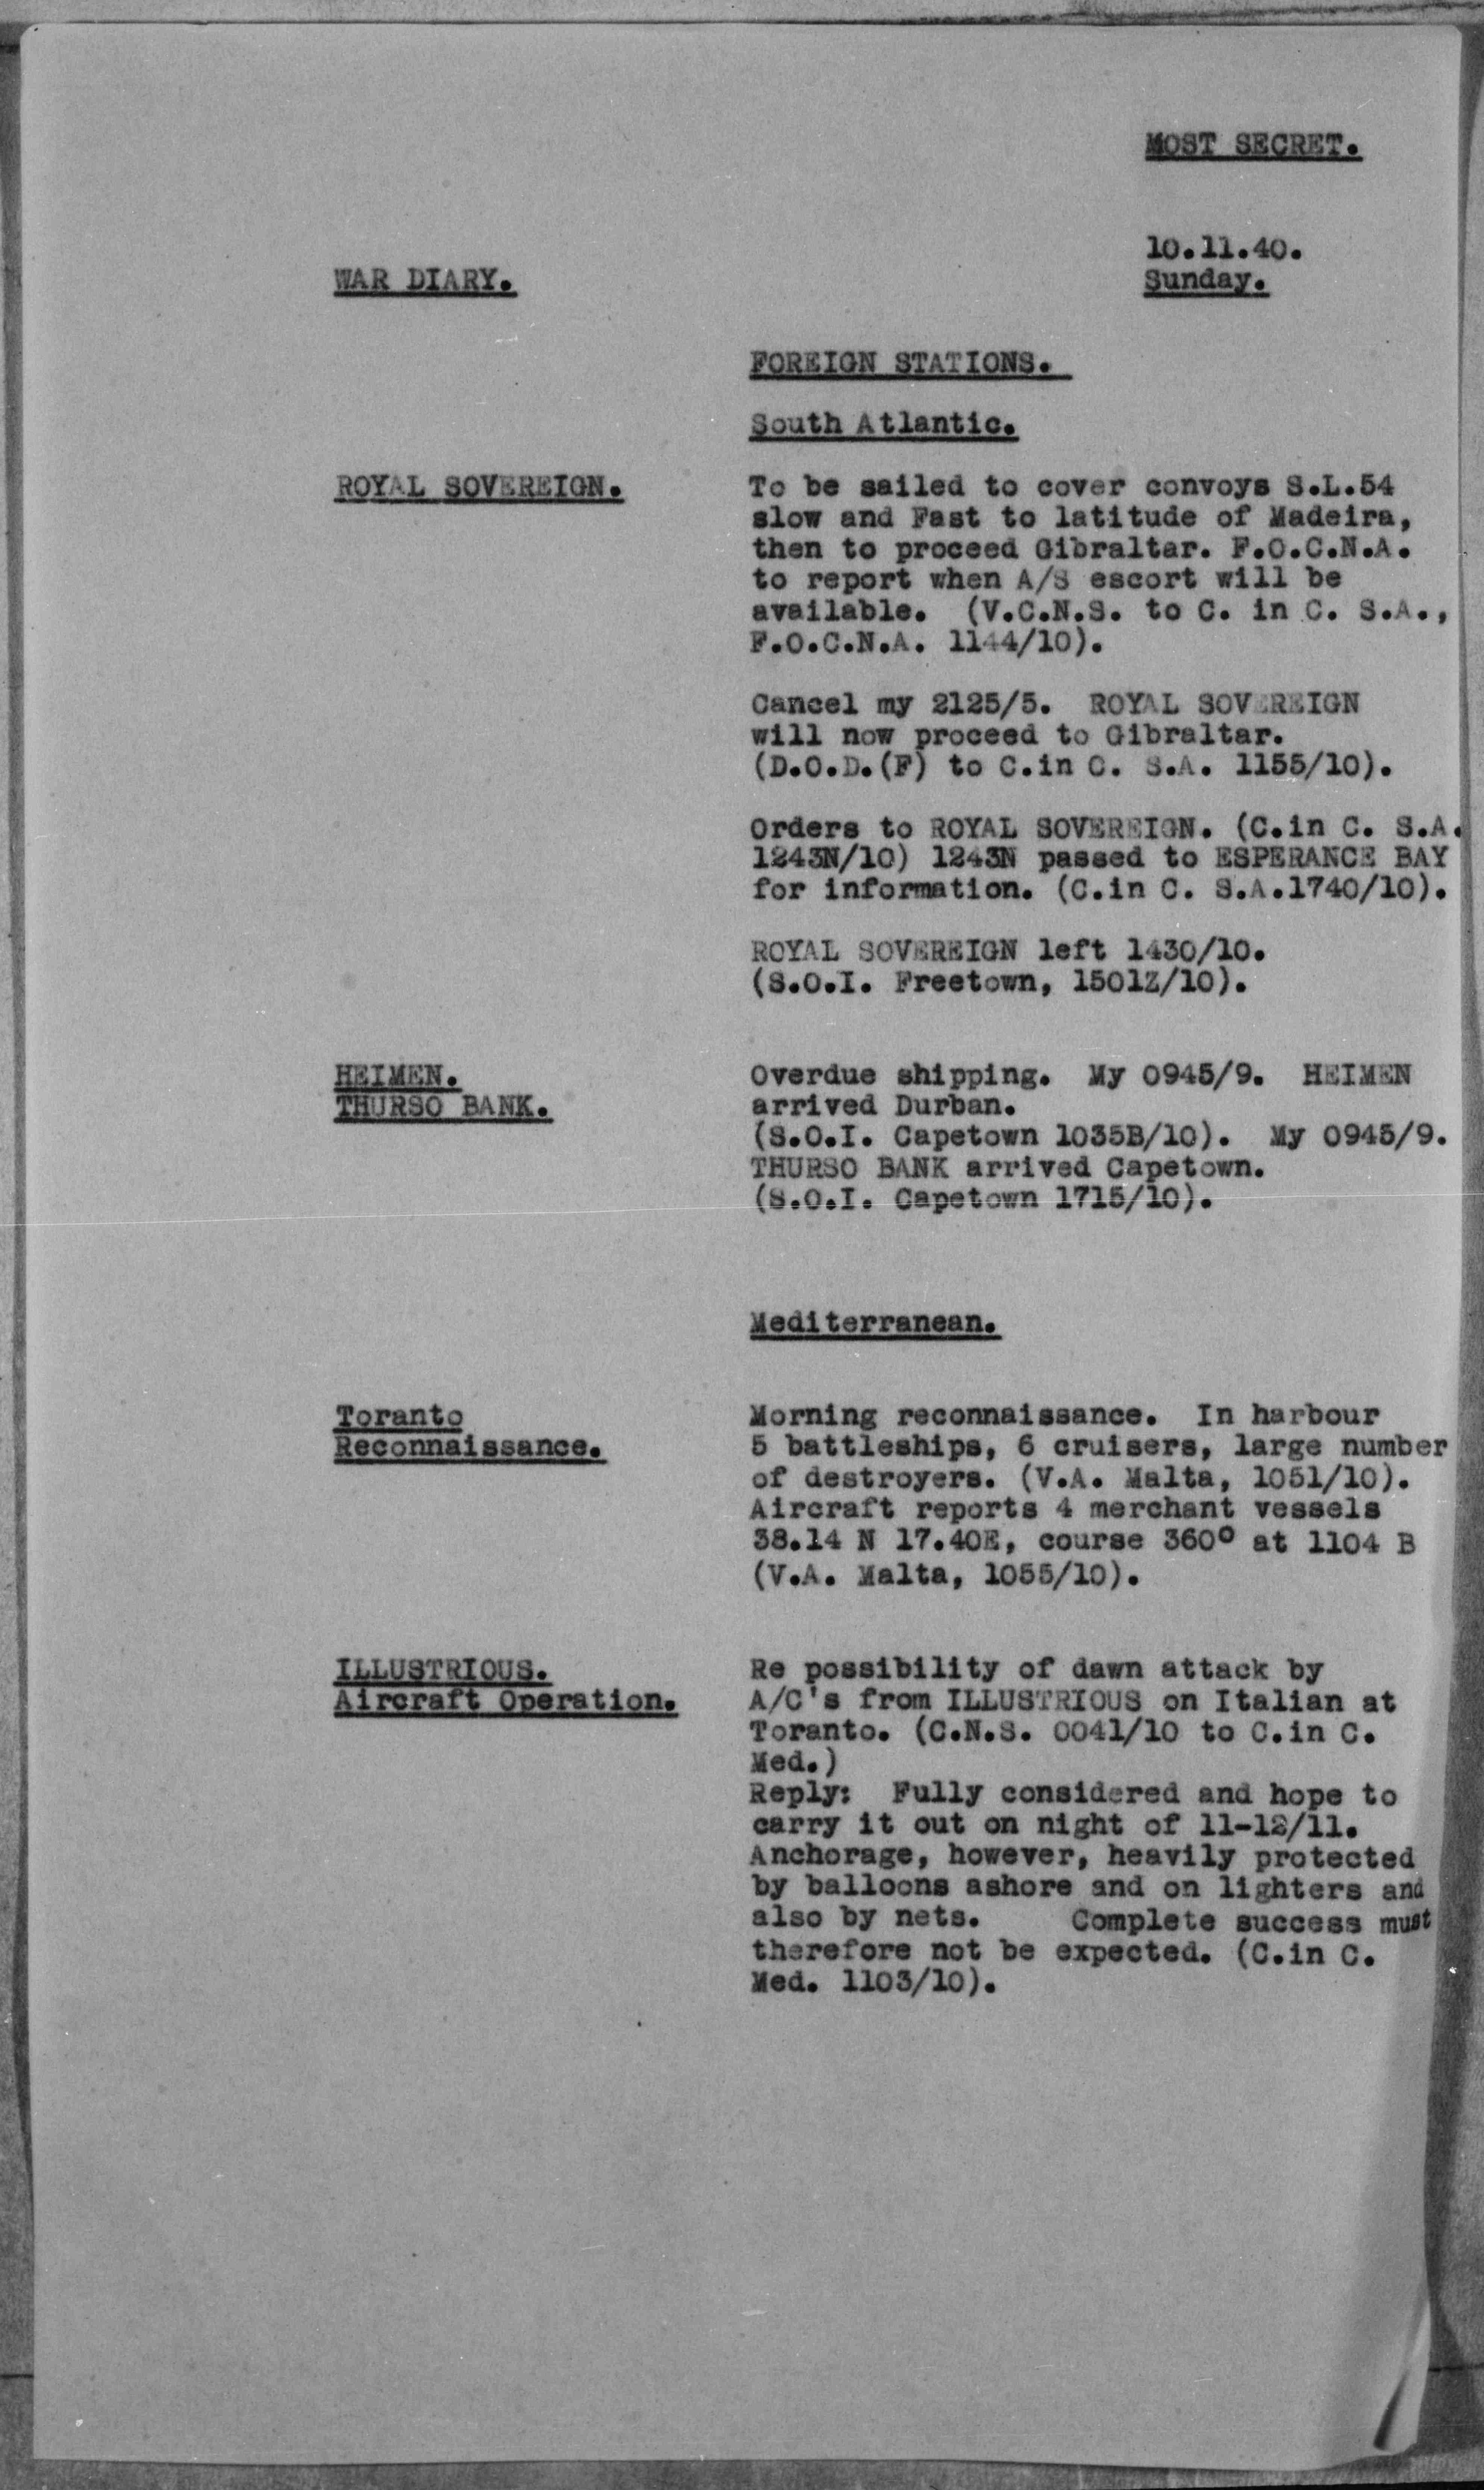 MOST SECRET.
10.11.40.
WAR DIARY.
Sunday.
FOREIGN STATIONS.
South Atlantic.
ROYAL SOVEREIGN.
To be sailed to cover convoys S.L.54
slow and Fast to latitude of Madeira,
then to proceed Gibraltar. F.O.C.N.A.
to report when A/S escort will be
available. (V.C.N.S. to C. in C. S.A.,
F.O.C.N.A. 1144/10).
Cancel my 2125/5. ROYAL SOVEREIGN
will now proceed to Gibraltar.
(D.O.D.(F) to C.in C. S.A. 1155/10).
Orders to ROYAL SOVEREIGN. (C.in C. S.A.
1243N/10) 1243N passed to ESPERANCE BAY
for information. (C.in C. S.A.1740/10).
ROYAL SOVEREIGN left 1430/10.
(S.O.I. Freetown, 1501Z/10).
HEIMEN.
THURSO BANK.
Overdue shipping. My 0945/9. HEIMEN
arrived Durban.
(S.O.I. Capetown 1035B/10). My 0945/9.
THURSO BANK arrived Capetown.
(S.O.I. Capetown 1715/10).
Mediterranean.
Toranto
Reconnaissance.
Morning reconnaissance. In harbour
5 battleships, 6 cruisers, large number
of destroyers. (V.A. Malta, 1051/10).
Aircraft reports 4 merchant vessels
38.14 N 17.40E, course 360° at 1104 B
(V.A. Malta, 1055/10).
ILLUSTRIOUS.
Aircraft Operation.
Re possibility of dawn attack by
A/C's from ILLUSTRIOUS on Italian at
Toranto. (C.N.S. 0041/10 to C.in C.
Med.)
Reply: Fully considered and hope to
carry it out on night of 11-12/11.
Anchorage, however, heavily protected
by balloons ashore and on lighters and
also by nets. Complete success must
therefore not be expected. (C.in C.
Med. 1103/10).